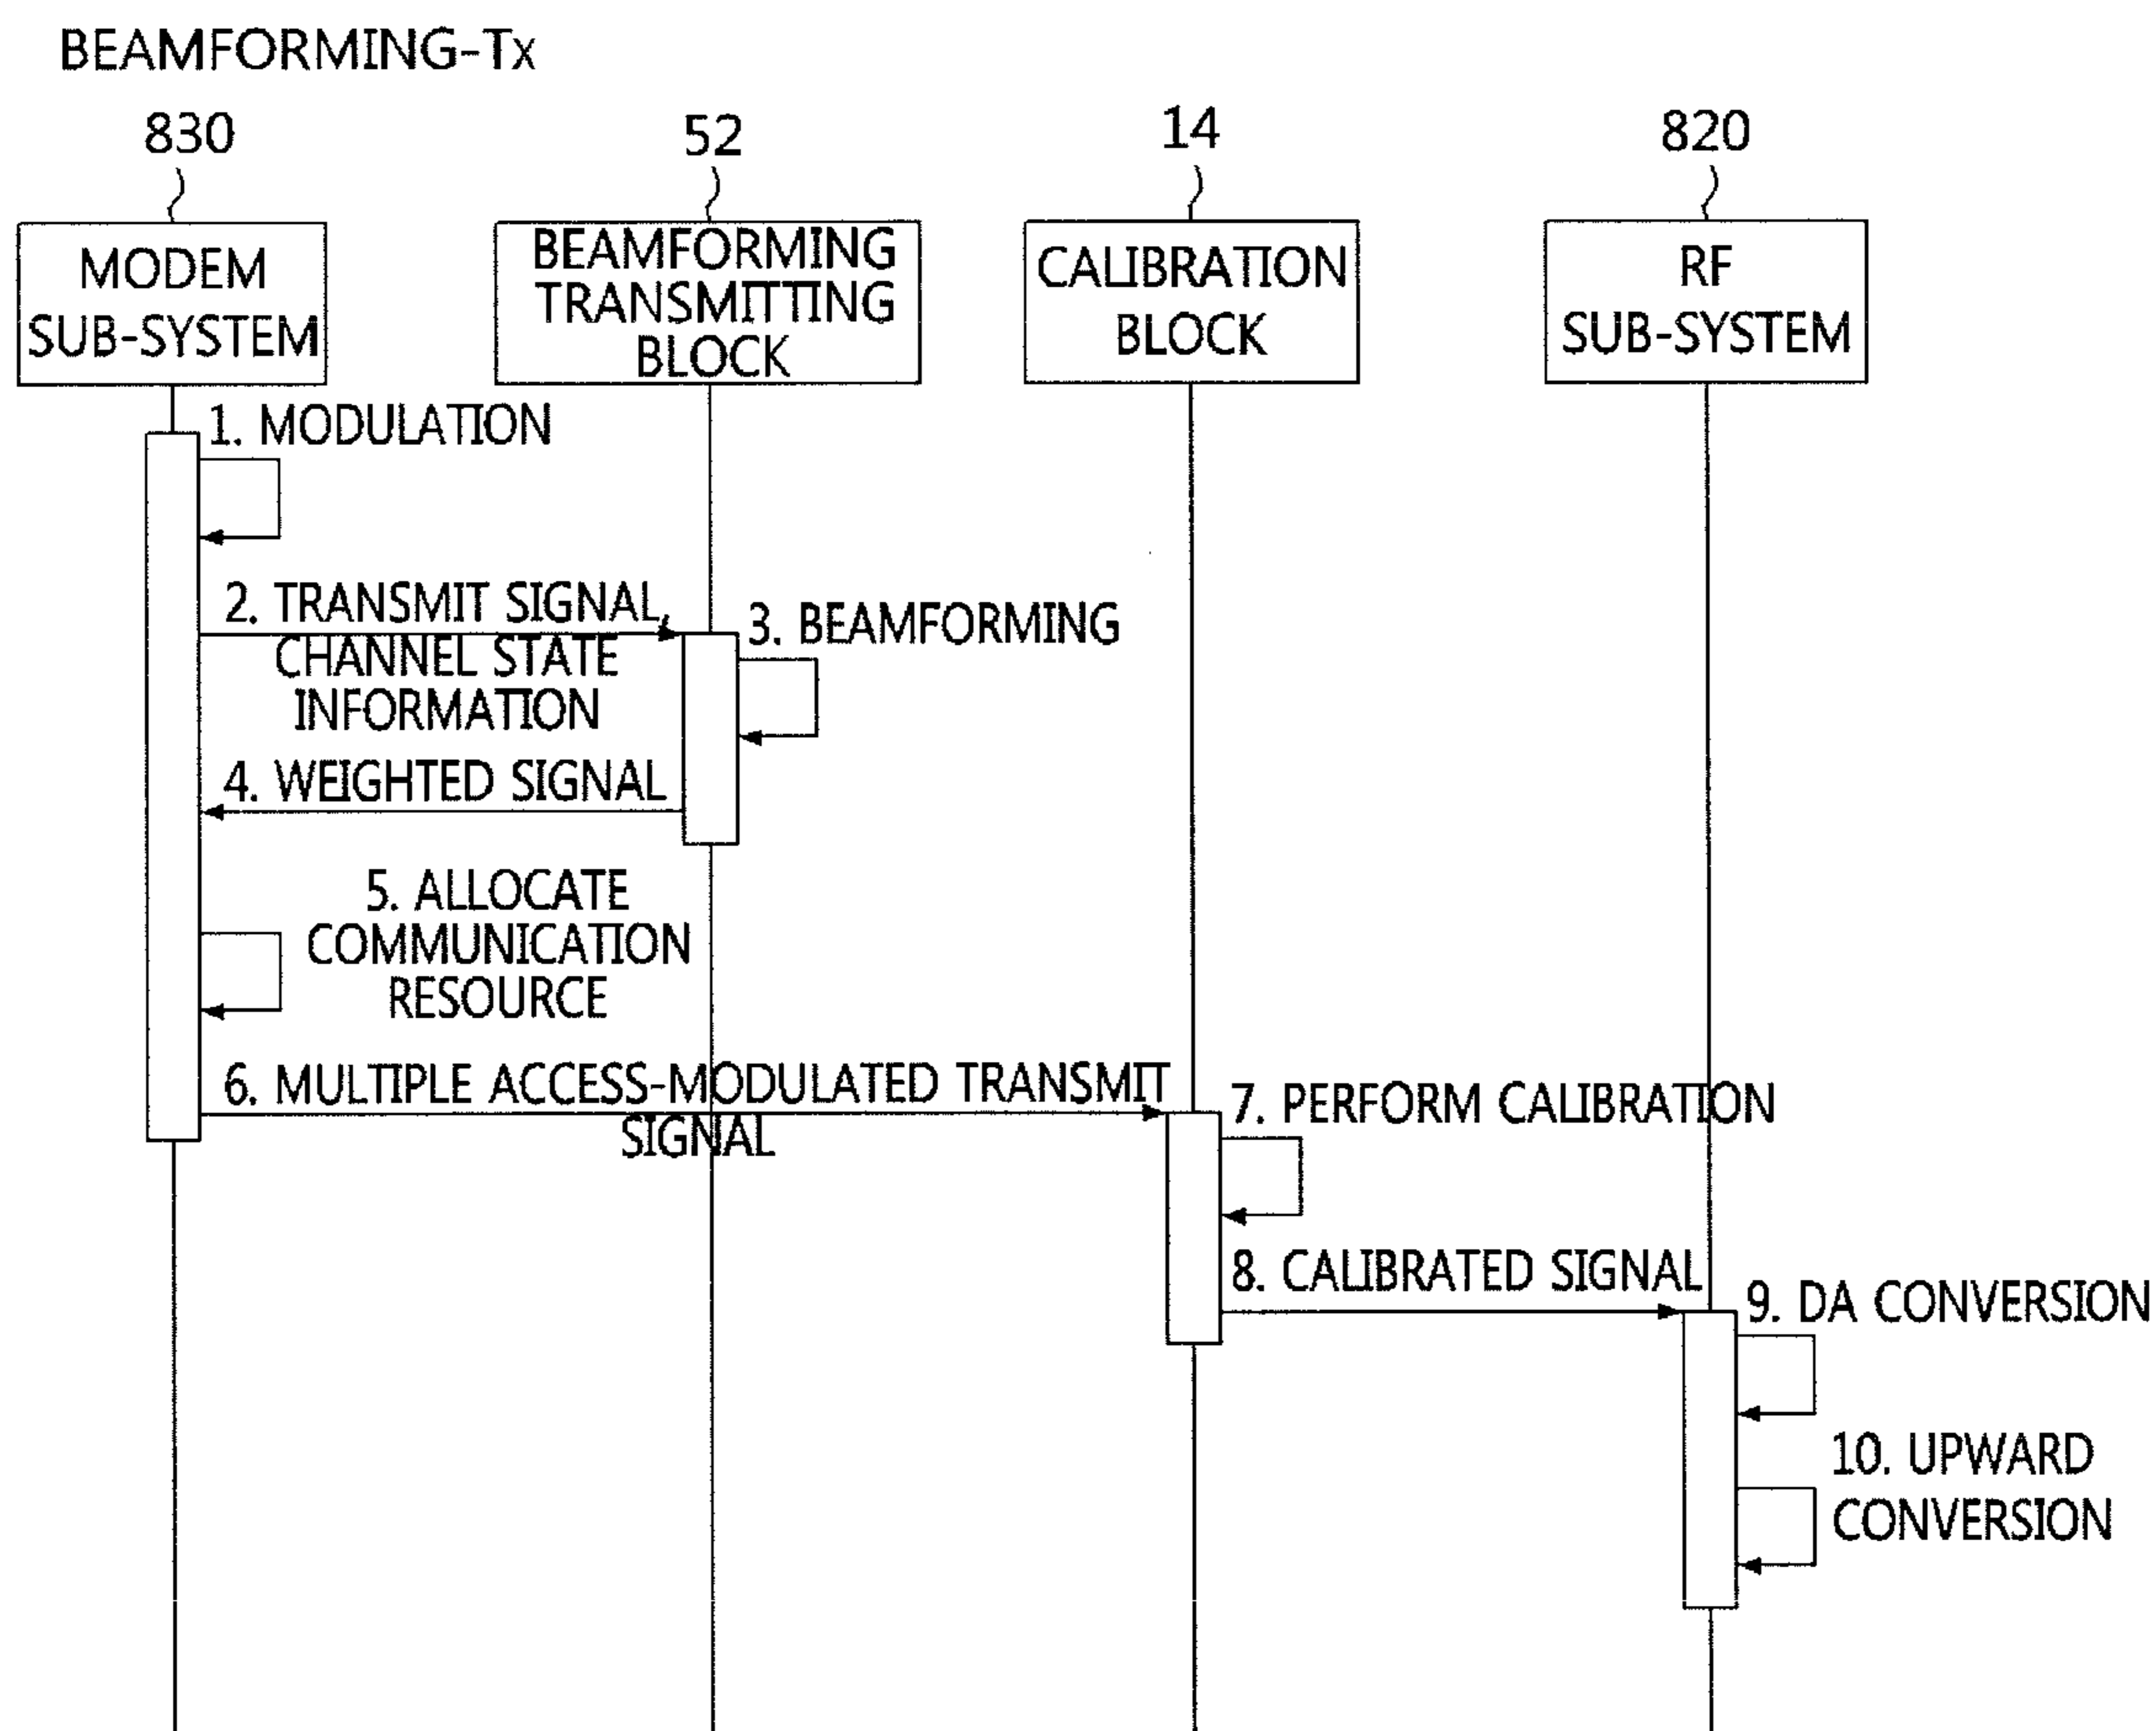 BEAMFORMING-Tx
830
52
14
820
MODEM
SUB-SYSTEM
BEAMFORMING
TRANSMITTING
BLOCK
CALIBRATION
BLOCK
RF
SUB-SYSTEM
1. MODULATION
2. TRANSMIT SIGNAL,
CHANNEL STATE
INFORMATION
3. BEAMFORMING
4. WEIGHTED SIGNAL
5. ALLOCATE
COMMUNICATION
RESOURCE
6. MULTIPLE ACCESS-MODULATED TRANSMIT
SIGNAL
7. PERFORM CALIBRATION
8. CALIBRATED SIGNAL
9. DA CONVERSION
10. UPWARD
CONVERSION